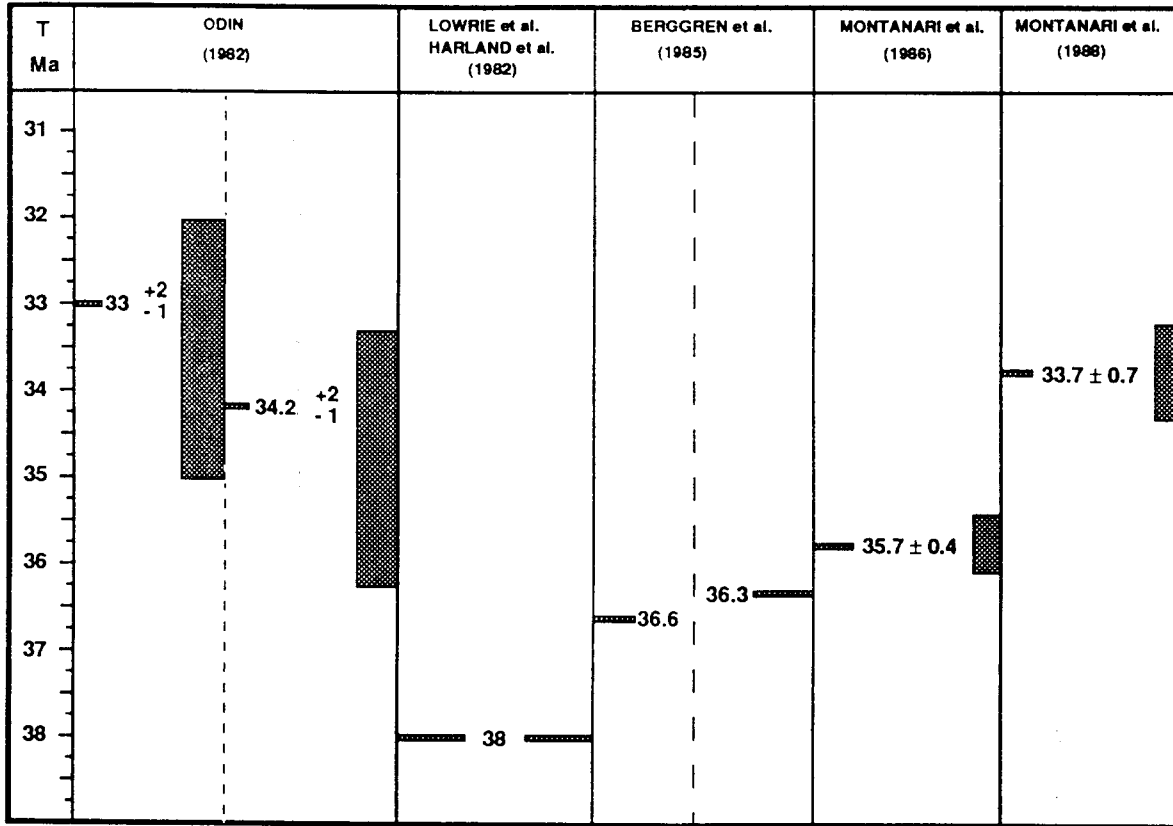 T
Ma
ODIN
(1982)
LOWRIE et al.
HARLAND et al.
(1982)
BERGGREN et al.
(1985)
MONTANARI et al.
(1986)
MONTANARI et al.
(1988)
31
32
33
34
35
36
37
38
33 +2
- 1
34.2 +2
- 1
38
36.6
36.3
35.7 ± 0.4
33.7 ± 0.7